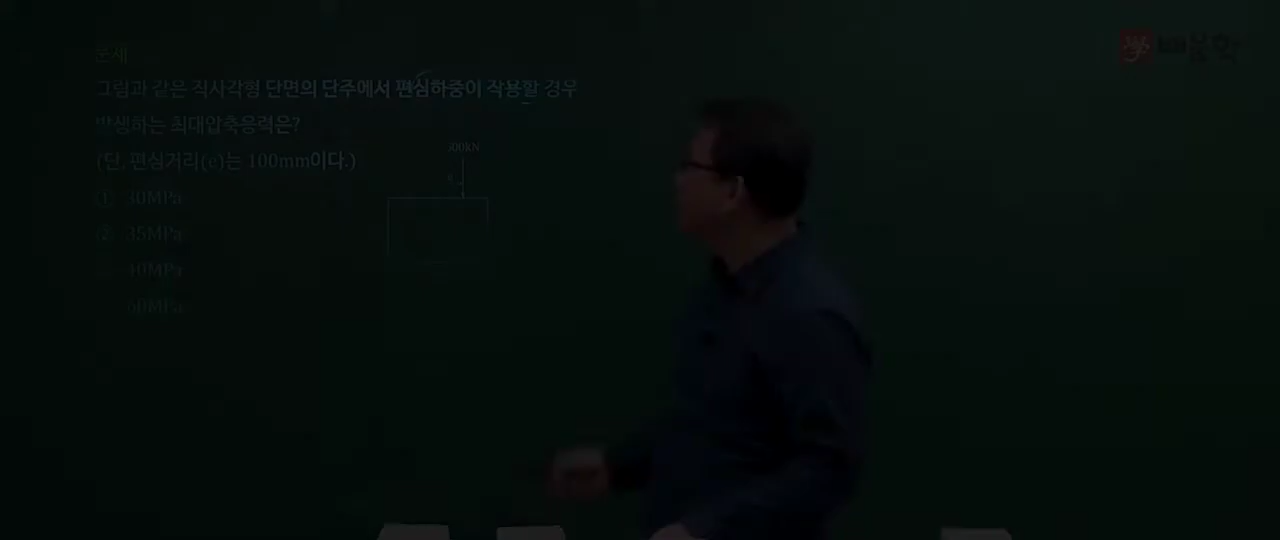 문제
그림과 같은 직사각형 단면의 단주에서 편심하중이 작용할 경우
발생하는 최대압축응력은?
(단, 편심거리(e)는 100mm이다.)
300kN
① 30MPa
② 35MPa
40MPa
60MPa
배울학